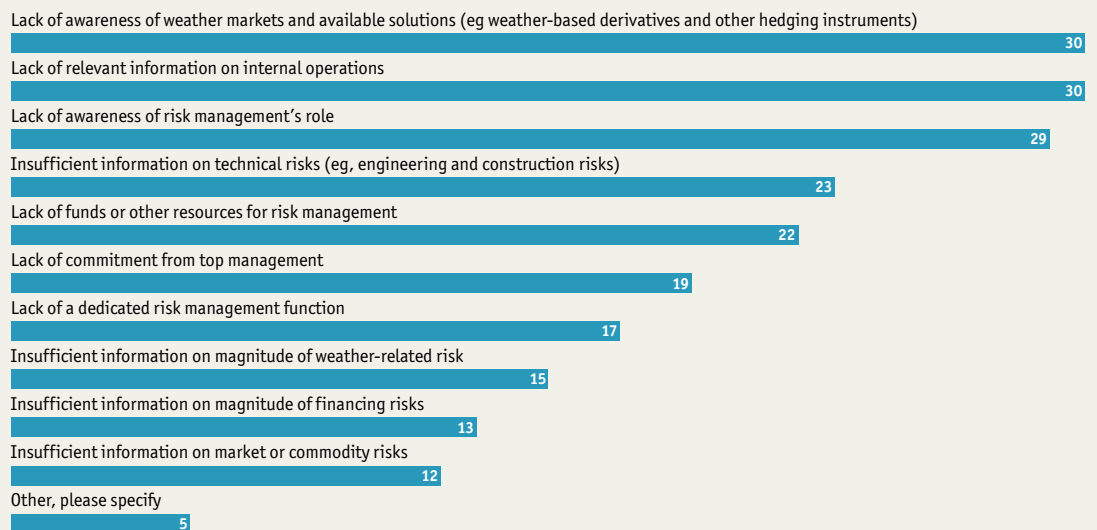 Lack of awareness of weather markets and available solutions (eg weather-based derivatives and other hedging instruments)
30
Lack of relevant information on internal operations
30
Lack of awareness of risk management's role
29
Insufficient information on technical risks (eg, engineering and construction risks)
23
Lack of funds or other resources for risk management
22
Lack of commitment from top management
19
Lack of a dedicated risk management function
17
Insufficient information on magnitude of weather-related risk
15
Insufficient information on magnitude of financing risks
13
Insufficient information on market or commodity risks
12
Other, please specify
5